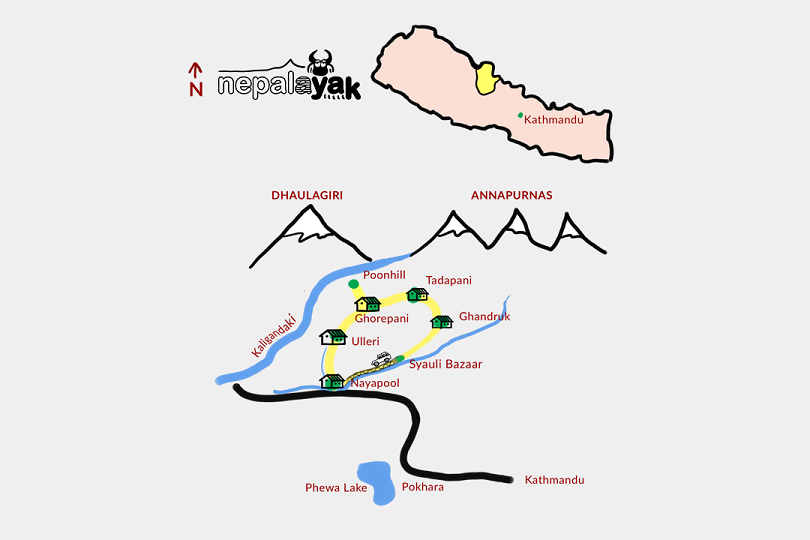 N
nepalayak
Kathmandu
DHAULAGIRI
ANNAPURNAS
Poonhill
Tadapani
Ghorepani
Ghandruk
Kaligandaki
Ulleri
Syauli Bazaar
Nayapool
Kathmandu
Phewa Lake
Pokhara